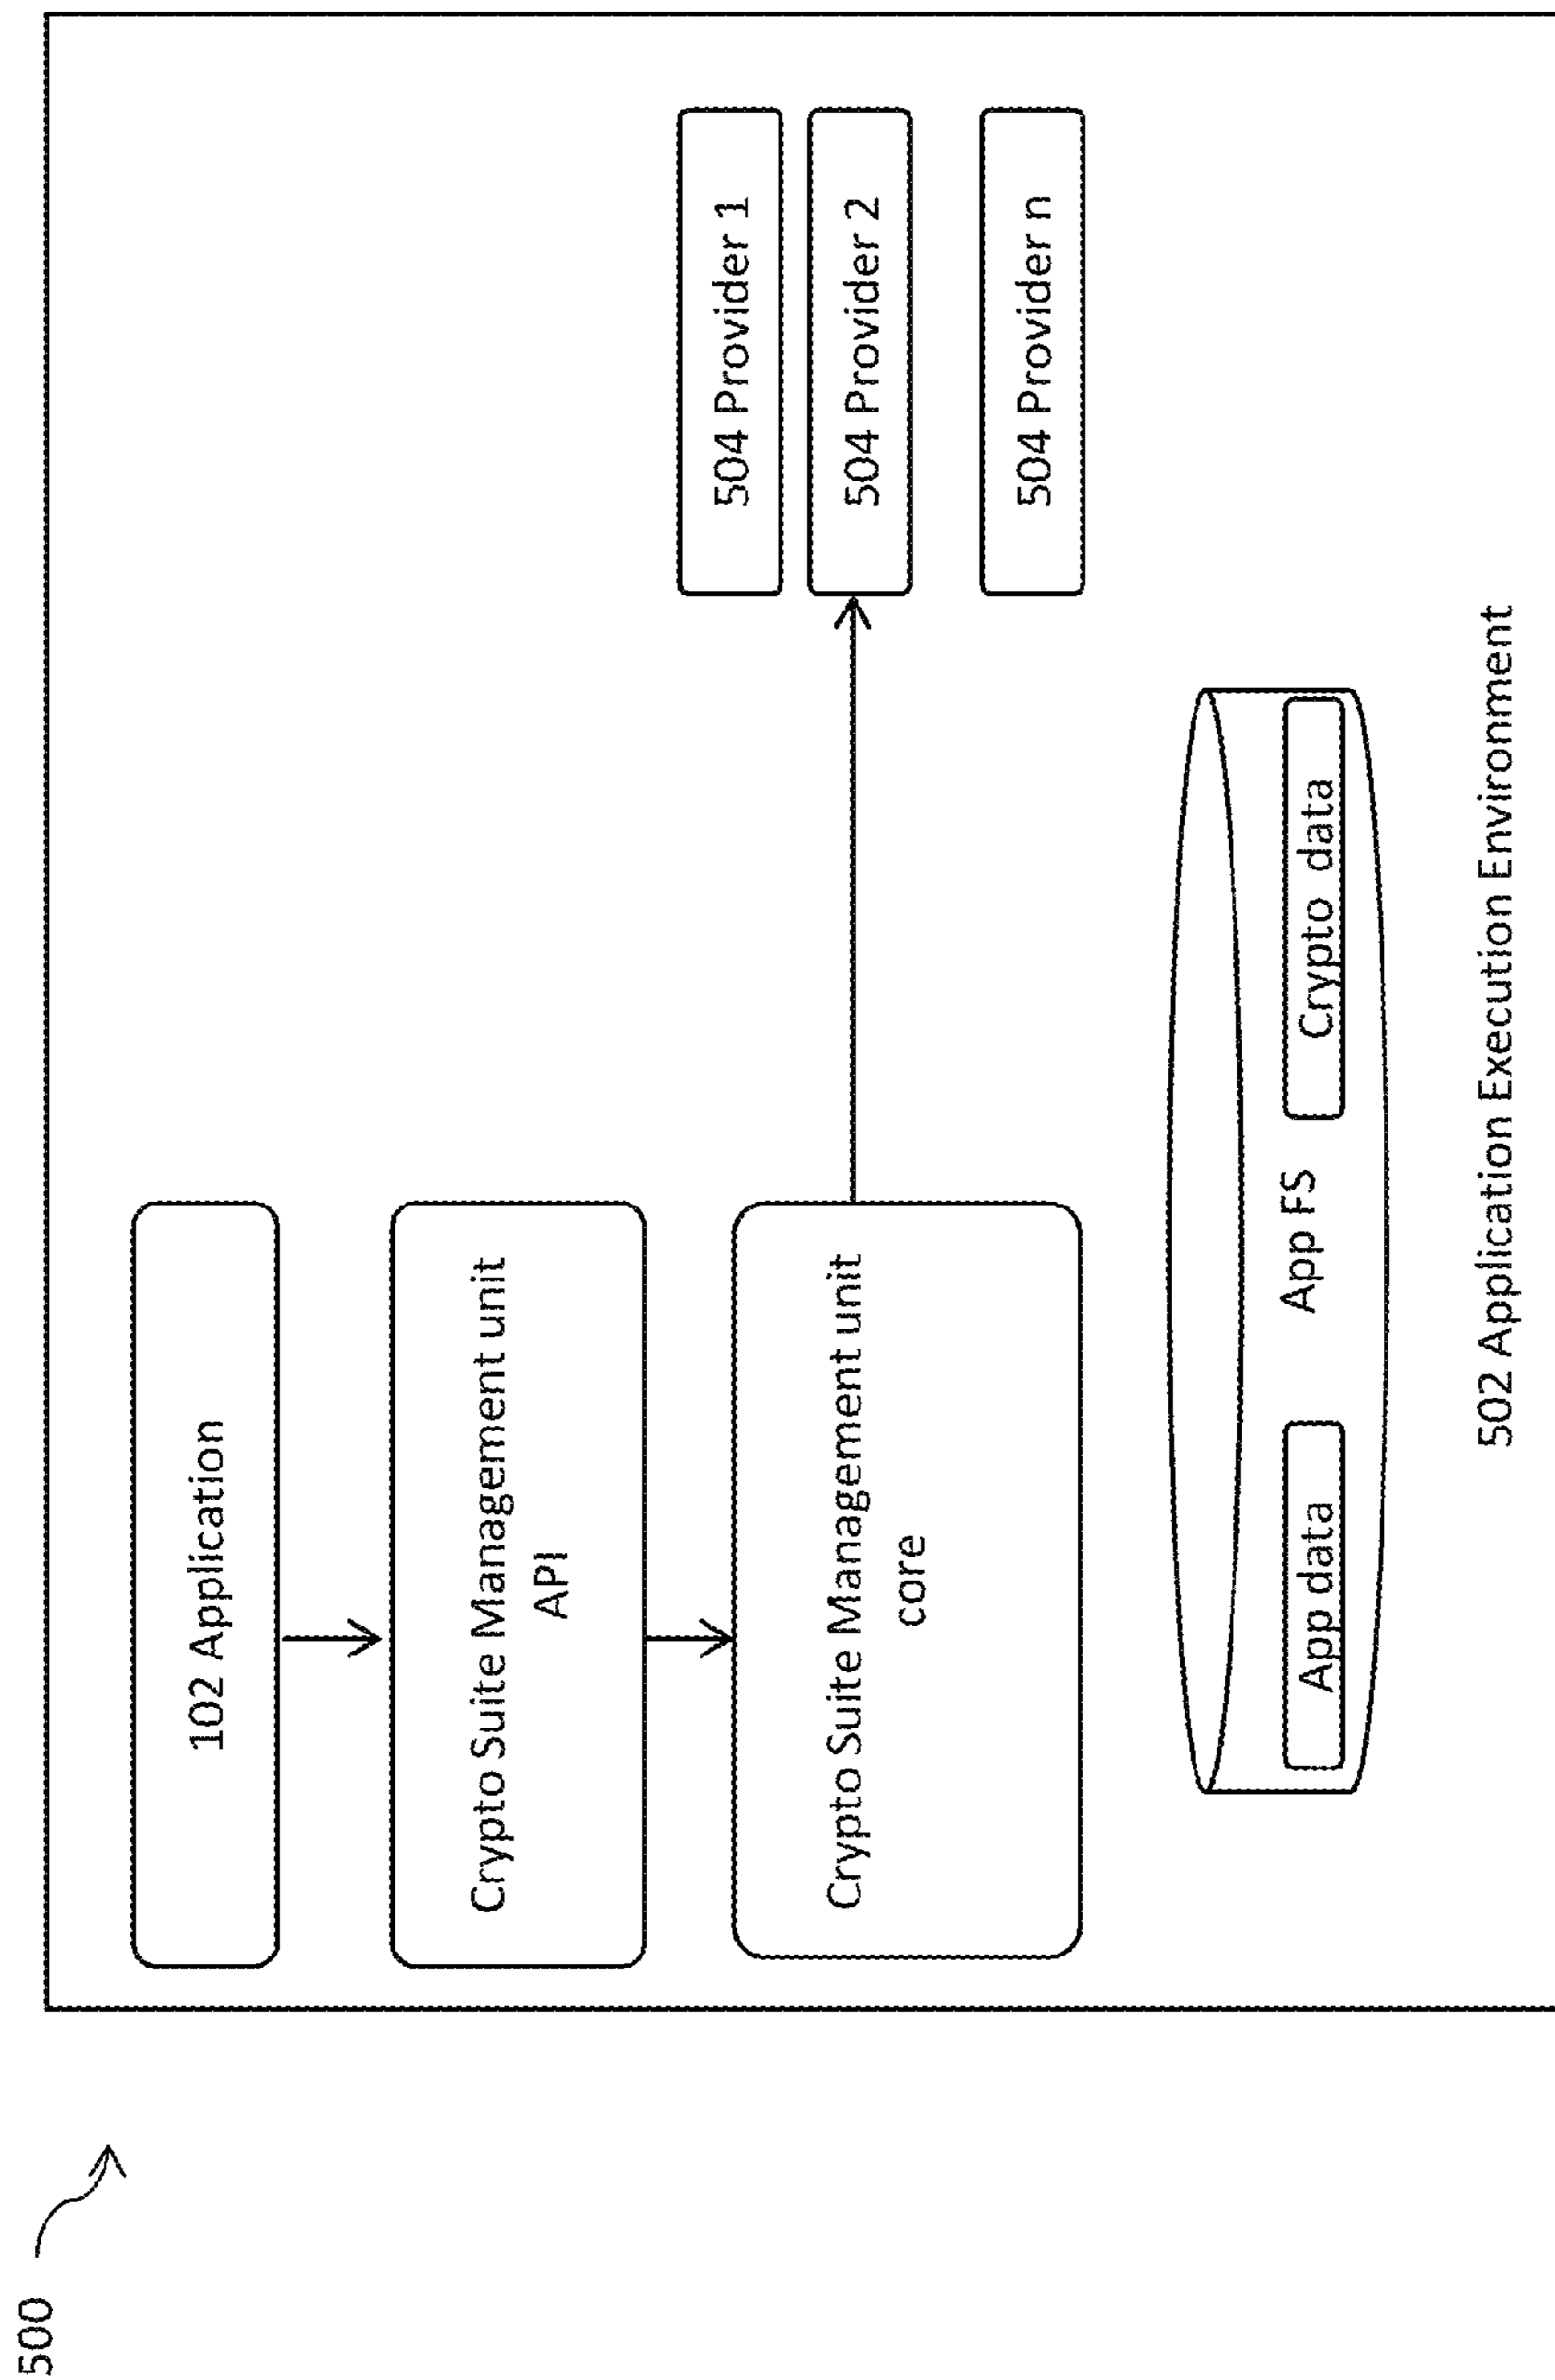 500
102 Application
Crypto Suite Management unit
API
Crypto Suite Management unit
core
504 Provider 1
504 Provider 2
504 Provider n
App data
App FS
Crypto data
502 Application Execution Environment